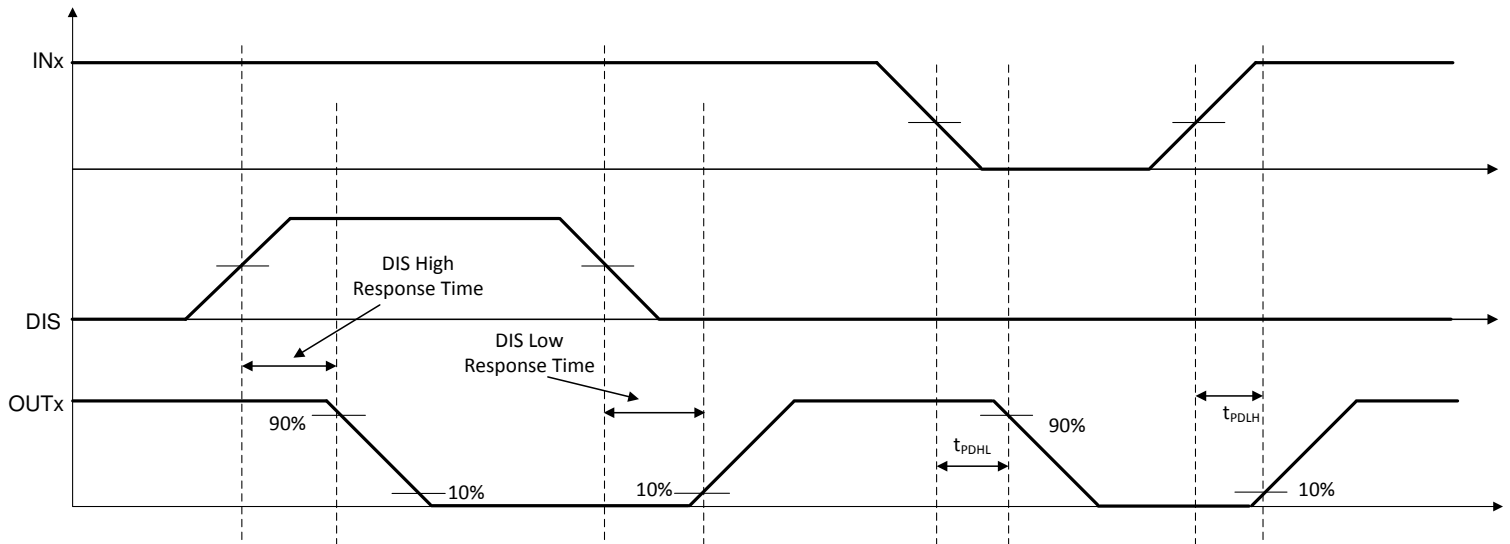 INx
DIS High
Response Time
DIS
DIS Low
Response Time
OUTx
90%
10%
10%
tPDHL
90%
tPDLH
10%